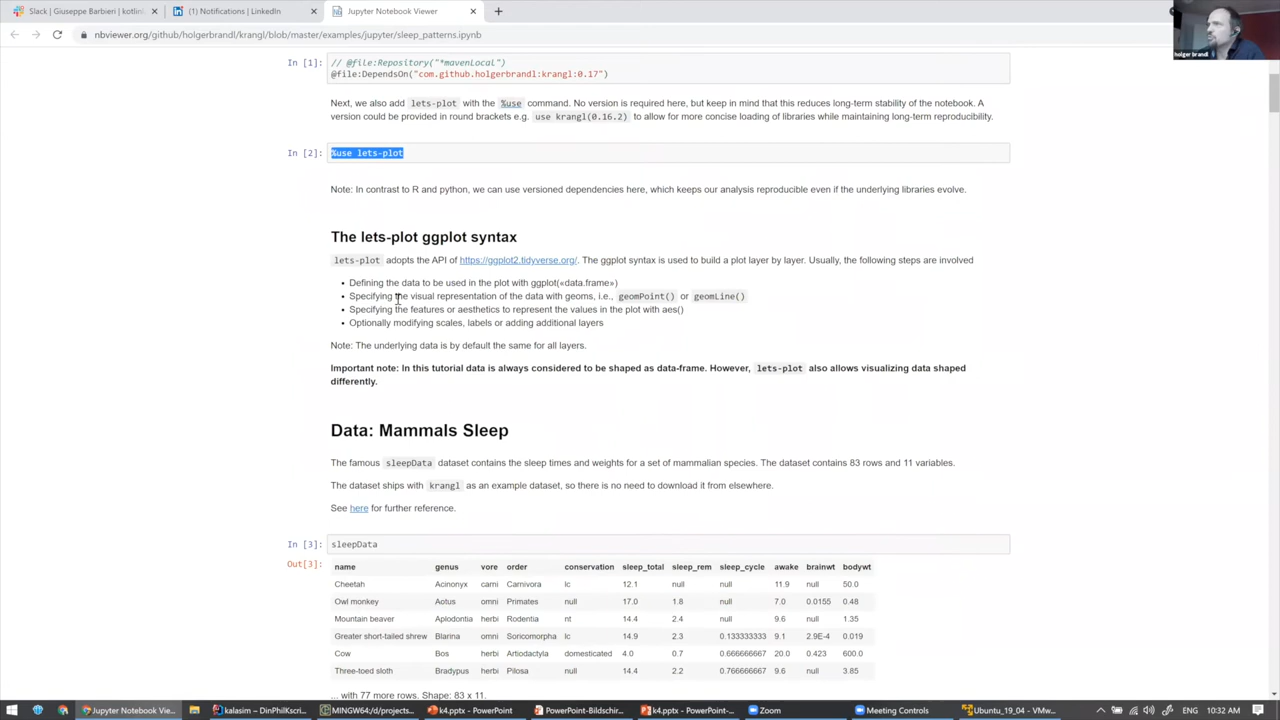 Slack | Giuseppe Barbieri | kotlin
(1) Notifications | LinkedIn
Jupyter Notebook Viewer
nbviewer.org/github/holgerbrandl/krangl/blob/master/examples/jupyter/sleep_patterns.ipynb
holger brandl
In [1]: // @file:Repository("*mavenLocal")
@file:DependsOn("com.github.holgerbrandl:krangl:0.17")
Next, we also add lets-plot with the %use command. No version is required here, but keep in mind that this reduces long-term stability of the notebook. A
version could be provided in round brackets e.g. use krangl(0.16.2) to allow for more concise loading of libraries while maintaining long-term reproducibility.
In [2]: %use lets-plot
Note: In contrast to R and python, we can use versioned dependencies here, which keeps our analysis reproducible even if the underlying libraries evolve.
The lets-plot ggplot syntax
lets-plot adopts the API of https://ggplot2.tidyverse.org/. The ggplot syntax is used to build a plot layer by layer. Usually, the following steps are involved
• Defining the data to be used in the plot with ggplot(«data.frame»)
• Specifying the visual representation of the data with geoms, i.e., geomPoint() or geomLine()
• Specifying the features or aesthetics to represent the values in the plot with aes()
• Optionally modifying scales, labels or adding additional layers
Note: The underlying data is by default the same for all layers.
Important note: In this tutorial data is always considered to be shaped as data-frame. However, lets-plot also allows visualizing data shaped
differently.
Data: Mammals Sleep
The famous sleepData dataset contains the sleep times and weights for a set of mammalian species. The dataset contains 83 rows and 11 variables.
The dataset ships with krangl as an example dataset, so there is no need to download it from elsewhere.
See here for further reference.
In [3]: sleepData
Out[3]: name genus vore order conservation sleep_total sleep_rem sleep_cycle awake brainwt bodywt
Cheetah Acinonyx carni Carnivora lc 12.1 null null 11.9 null 50.0
Owl monkey Aotus omni Primates null 17.0 1.8 null 7.0 0.0155 0.48
Mountain beaver Aplodontia herbi Rodentia nt 14.4 2.4 null 9.6 null 1.35
Greater short-tailed shrew Blarina omni Soricomorpha lc 14.9 2.3 0.133333333 9.1 2.9E-4 0.019
Cow Bos herbi Artiodactyla domesticated 4.0 0.7 0.666666667 20.0 0.423 600.0
Three-toed sloth Bradypus herbi Pilosa null 14.4 2.2 0.766666667 9.6 null 3.85
... with 77 more rows. Shape: 83 x 11.
Jupyter Notebook Vie... kalasim – DinPhilKscri... MINGW64:/d/projects... k4.pptx - PowerPoint PowerPoint-Bildschir... k4.pptx - PowerPoin... Zoom Meeting Controls Ubuntu_19_04 - VMw... 10:32 AM